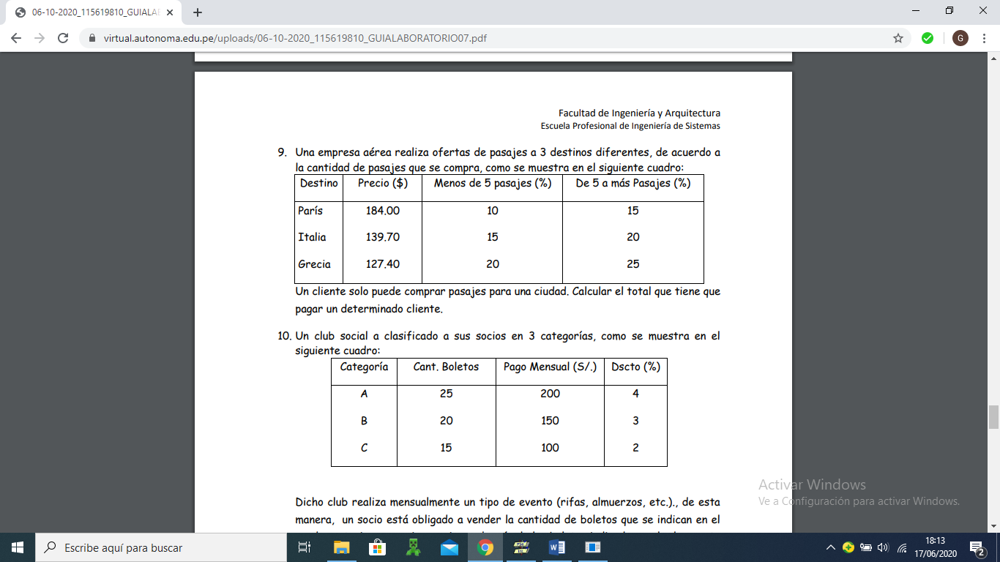 06-10-2020_115619810_GUIALAE
virtual.autonoma.edu.pe/uploads/06-10-2020_115619810_GUIALABORATORIO07.pdf
G
Facultad de Ingeniería y Arquitectura
Escuela Profesional de Ingeniería de Sistemas
9. Una empresa aérea realiza ofertas de pasajes a 3 destinos diferentes, de acuerdo a
la cantidad de pasajes que se compra, como se muestra en el siguiente cuadro:
Destino Precio ($) Menos de 5 pasajes (%) De 5 a más Pasajes (%)
París 184.00 10 15
Italia 139.70 15 20
Grecia 127.40 20 25
Un cliente solo puede comprar pasajes para una ciudad. Calcular el total que tiene que
pagar un determinado cliente.
10. Un club social a clasificado a sus socios en 3 categorías, como se muestra en el
siguiente cuadro:
Categoría Cant. Boletos Pago Mensual (S/.) Dscto (%)
A 25 200 4
B 20 150 3
C 15 100 2
Dicho club realiza mensualmente un tipo de evento (rifas, almuerzos, etc.)., de esta
manera, un socio está obligado a vender la cantidad de boletos que se indican en el
Activar Windows
Ve a Configuración para activar Windows.
Escribe aquí para buscar
18:13
17/06/2020
2